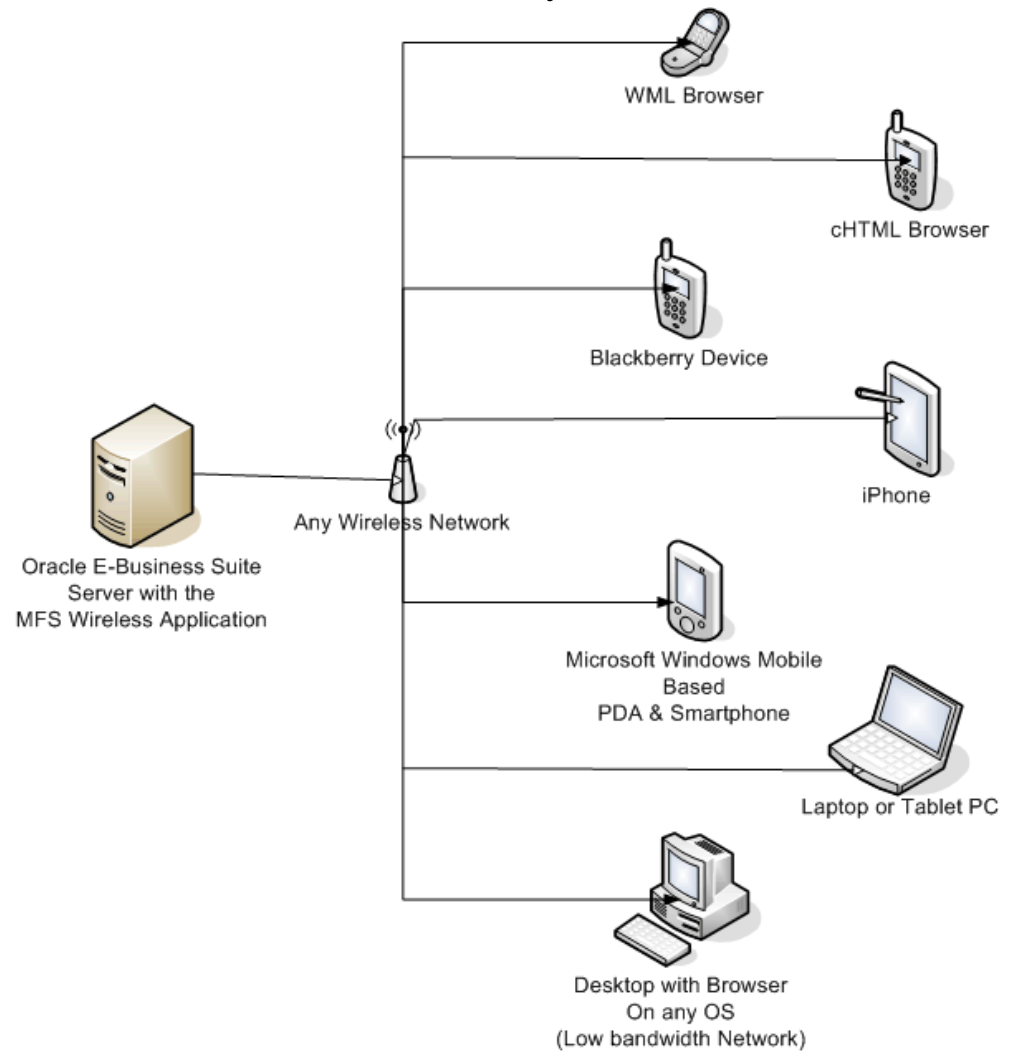 WML Browser
cHTML Browser
Blackberry Device
iPhone
Any Wireless Network
Oracle E-Business Suite
Server with the
MFS Wireless Application
Microsoft Windows Mobile
Based
PDA & Smartphone
Laptop or Tablet PC
Desktop with Browser
On any OS
(Low bandwidth Network)